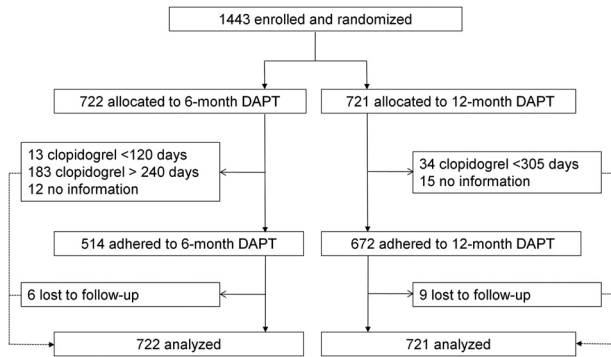 1443 enrolled and randomized
722 allocated to 6-month DAPT
721 allocated to 12-month DAPT
13 clopidogrel <120 days
183 clopidogrel > 240 days
12 no information
34 clopidogrel <305 days
15 no information
514 adhered to 6-month DAPT
672 adhered to 12-month DAPT
6 lost to follow-up
9 lost to follow-up
722 analyzed
721 analyzed